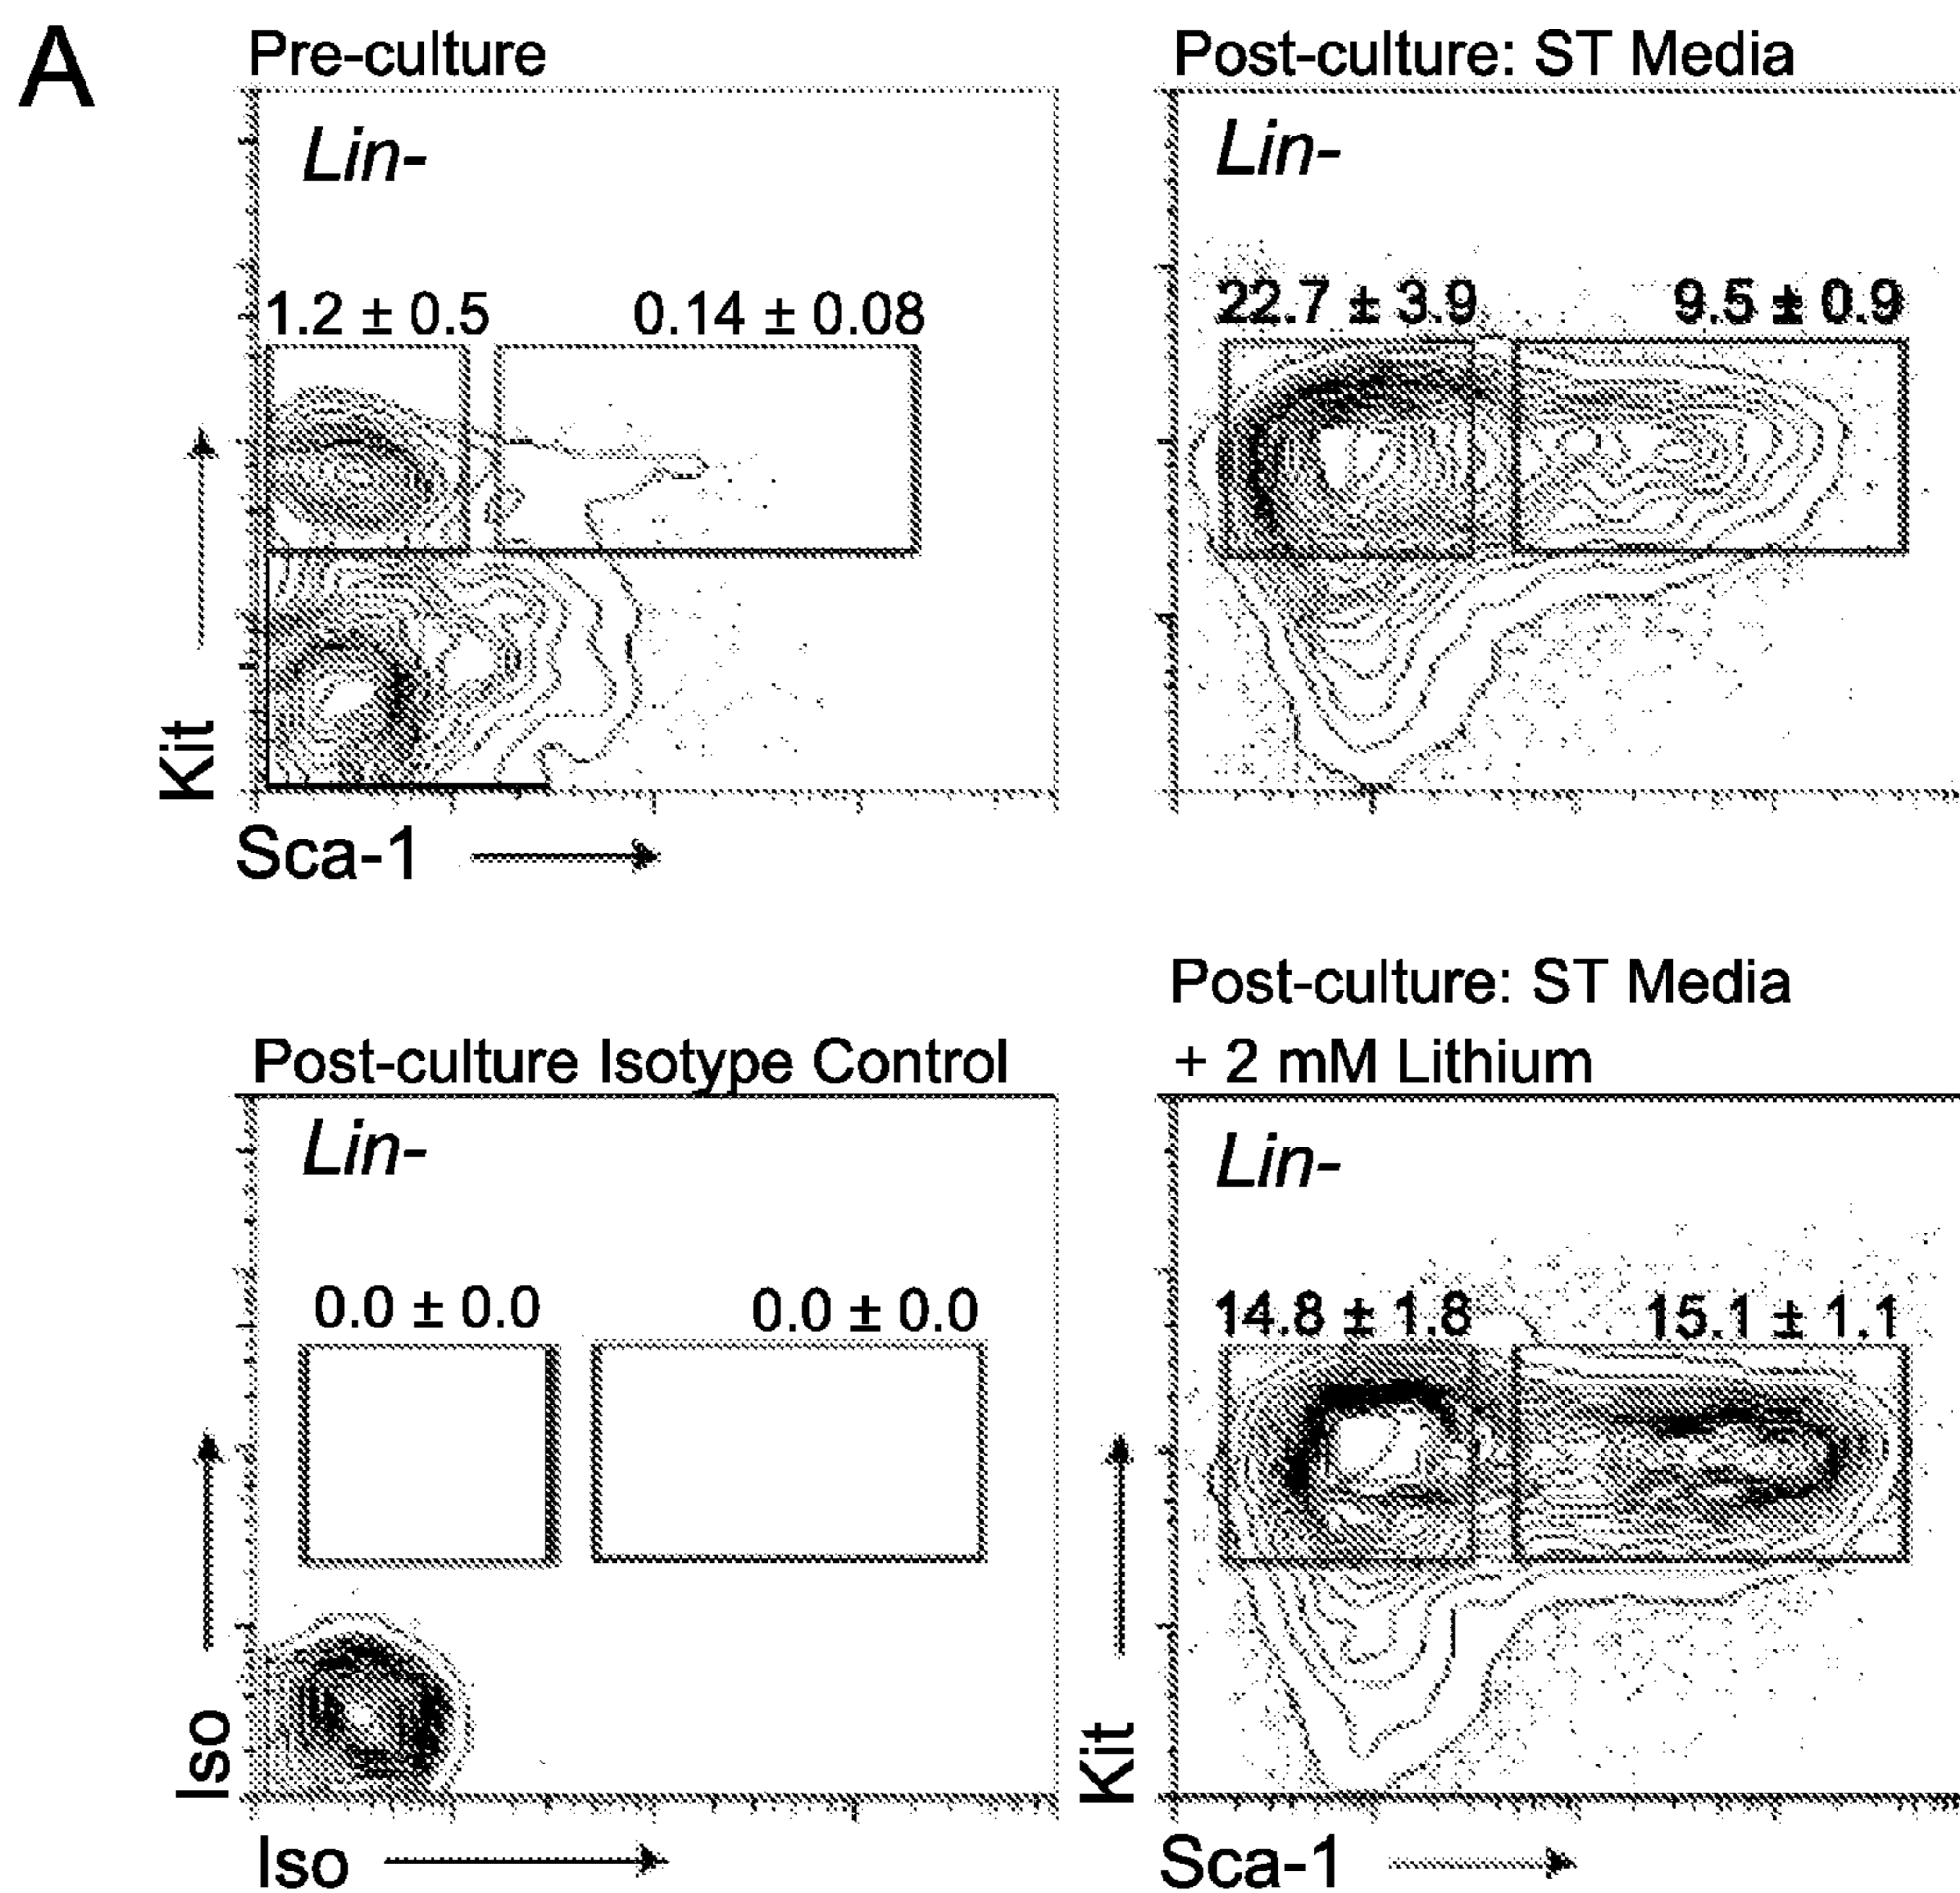 A
Pre-culture
Lin-
1.2 ± 0.5
0.14 ± 0.08
Kit
Sca-1
Post-culture: ST Media
Lin-
22.7 ± 3.9
9.5 ± 0.9
Post-culture Isotype Control
Lin-
0.0 ± 0.0
0.0 ± 0.0
Iso
Iso
Post-culture: ST Media
+ 2 mM Lithium
Lin-
14.8 ± 1.8
15.1 ± 1.1
Kit
Sca-1